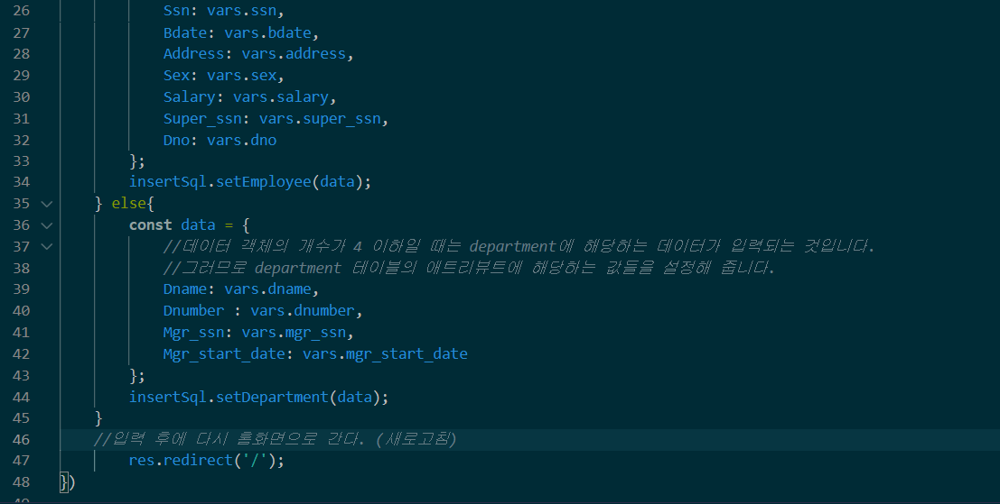 26 Ssn: vars.ssn,
27 Bdate: vars.bdate,
28 Address: vars.address,
29 Sex: vars.sex,
30 Salary: vars.salary,
31 Super_ssn: vars.super_ssn,
32 Dno: vars.dno
33 };
34 insertSql.setEmployee(data);
35 } else{
36 const data = {
37 //데이터 객체의 개수가 4 이하일 때는 department에 해당하는 데이터가 입력되는 것입니다.
38 //그러므로 department 테이블의 애트리뷰트에 해당하는 값들을 설정해 줍니다.
39 Dname: vars.dname,
40 Dnumber : vars.dnumber,
41 Mgr_ssn: vars.mgr_ssn,
42 Mgr_start_date: vars.mgr_start_date
43 };
44 insertSql.setDepartment(data);
45 }
46 //입력 후에 다시 홈화면으로 간다. (새로고침)
47 res.redirect('/');
48 })